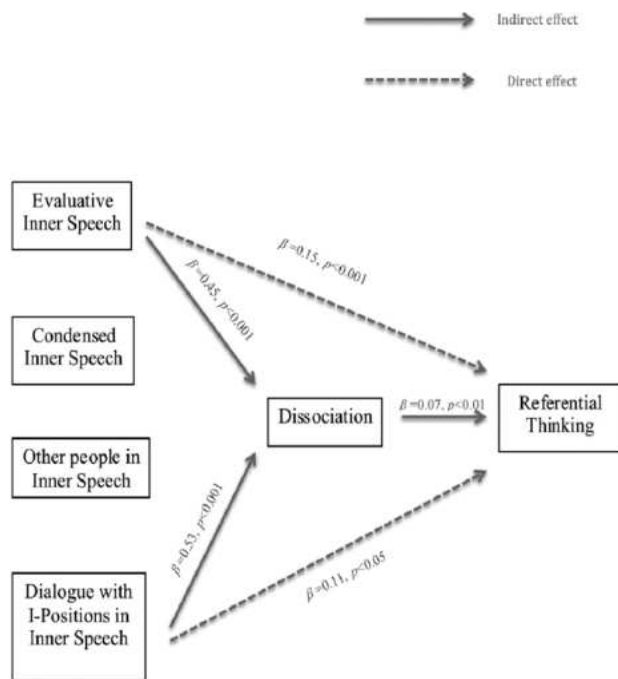 Indirect effect
Direct effect
Evaluative
Inner Speech
β=0.15, p<0.001
β=0.45, p<0.001
Condensed
Inner Speech
Dissociation
β=0.07, p<0.01
Referential
Thinking
Other people in
Inner Speech
β=0.53, p<0.001
β=0.11, p<0.05
Dialogue with
I-Positions in
Inner Speech